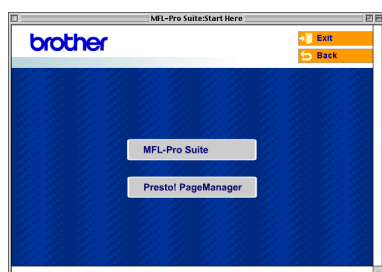 MFL-Pro Suite:Start Here
brother
Exit
Back
MFL-Pro Suite
Presto! PageManager